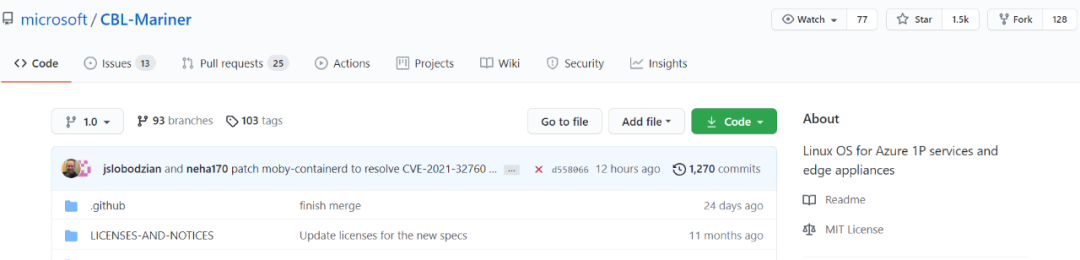 microsoft / CBL-Mariner
Watch 77 Star 1.5k Fork 128
Code Issues 13 Pull requests 25 Actions Projects Wiki Security Insights
1.0 93 branches 103 tags Go to file Add file Code
jslobodzian and neha170 patch moby-containerd to resolve CVE-2021-32760 ... d558066 12 hours ago 1,270 commits
.github finish merge 24 days ago
LICENSES-AND-NOTICES Update licenses for the new specs 11 months ago
About
Linux OS for Azure 1P services and
edge appliances
Readme
MIT License